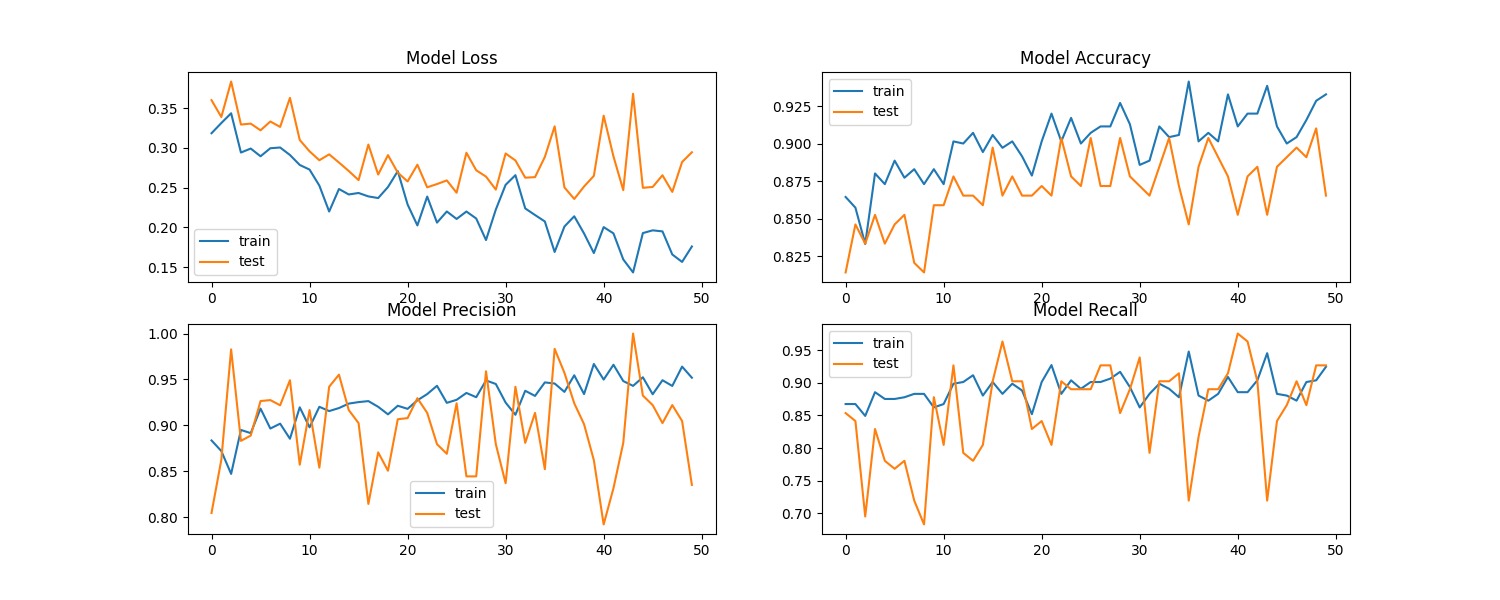 Model Loss
0.35
0.30
0.25
0.20
0.15
train
test
0 10 20 30 40 50
Model Accuracy
0.925
0.900
0.875
0.850
0.825
train
test
0 10 20 30 40 50
Model Precision
1.00
0.95
0.90
0.85
0.80
train
test
0 10 20 30 40 50
Model Recall
0.95
0.90
0.85
0.80
0.75
0.70
train
test
0 10 20 30 40 50